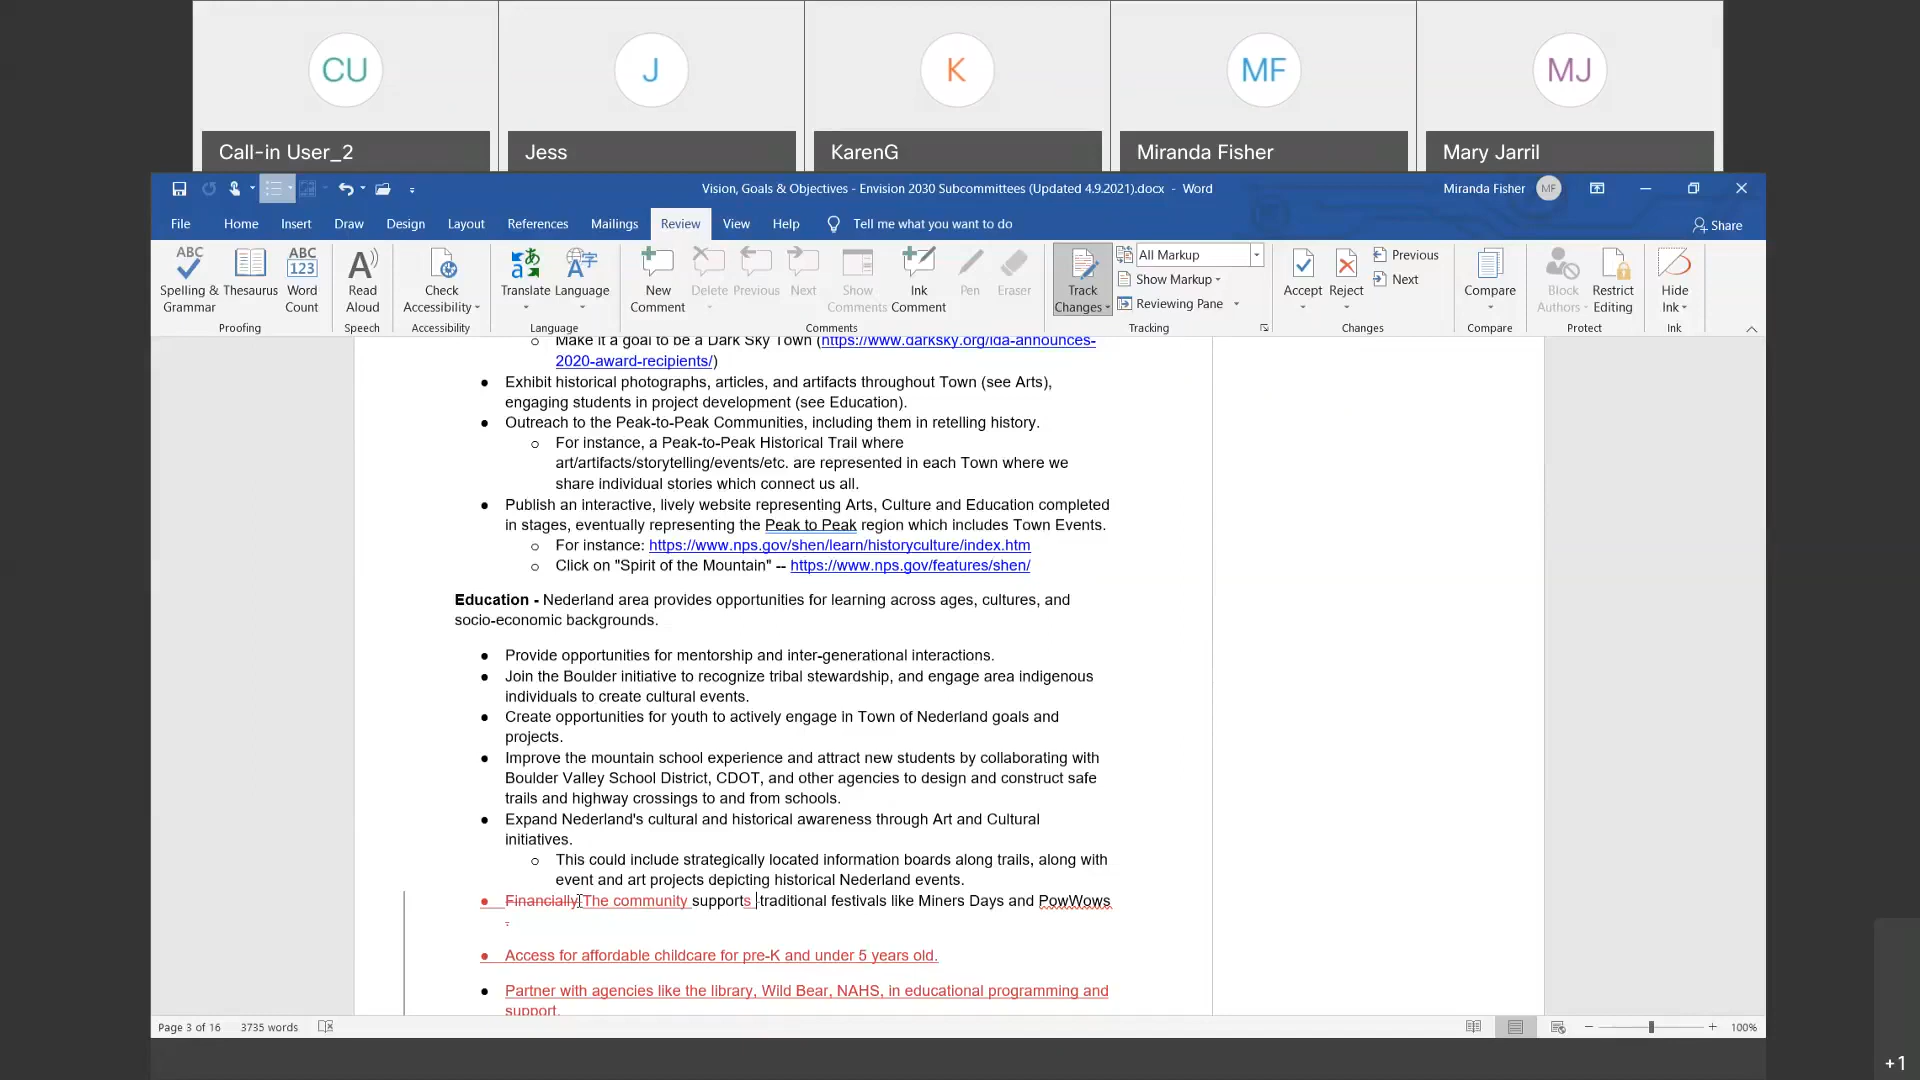 CU J K MF MJ
Call-in User_2 Jess KarenG Miranda Fisher Mary Jarril
Vision, Goals & Objectives - Envision 2030 Subcommittees (Updated 4.9.2021).docx - Word Miranda Fisher MF
File Home Insert Draw Design Layout References Mailings Review View Help Tell me what you want to do Share
ABC Spelling & Grammar Thesaurus ABC 123 Word Count Read Aloud Check Accessibility Translate Language New Comment Delete Previous Next Show Comments Ink Comment Pen Eraser Track Changes All Markup Show Markup Reviewing Pane Accept Reject Previous Next Compare Block Authors Restrict Editing Hide Ink
Proofing Speech Accessibility Language Comments Tracking Changes Compare Protect Ink
o Make it a goal to be a Dark Sky Town (https://www.darksky.org/ida-announces-
2020-award-recipients/)
● Exhibit historical photographs, articles, and artifacts throughout Town (see Arts),
engaging students in project development (see Education).
● Outreach to the Peak-to-Peak Communities, including them in retelling history.
o For instance, a Peak-to-Peak Historical Trail where
art/artifacts/storytelling/events/etc. are represented in each Town where we
share individual stories which connect us all.
● Publish an interactive, lively website representing Arts, Culture and Education completed
in stages, eventually representing the Peak to Peak region which includes Town Events.
o For instance: https://www.nps.gov/shen/learn/historyculture/index.htm
o Click on "Spirit of the Mountain" -- https://www.nps.gov/features/shen/
Education - Nederland area provides opportunities for learning across ages, cultures, and
socio-economic backgrounds.
● Provide opportunities for mentorship and inter-generational interactions.
● Join the Boulder initiative to recognize tribal stewardship, and engage area indigenous
individuals to create cultural events.
● Create opportunities for youth to actively engage in Town of Nederland goals and
projects.
● Improve the mountain school experience and attract new students by collaborating with
Boulder Valley School District, CDOT, and other agencies to design and construct safe
trails and highway crossings to and from schools.
● Expand Nederland's cultural and historical awareness through Art and Cultural
initiatives.
o This could include strategically located information boards along trails, along with
event and art projects depicting historical Nederland events.
● Financially The community supports traditional festivals like Miners Days and PowWows
.
● Access for affordable childcare for pre-K and under 5 years old.
● Partner with agencies like the library, Wild Bear, NAHS, in educational programming and
support.
Page 3 of 16 3735 words 100%
+1